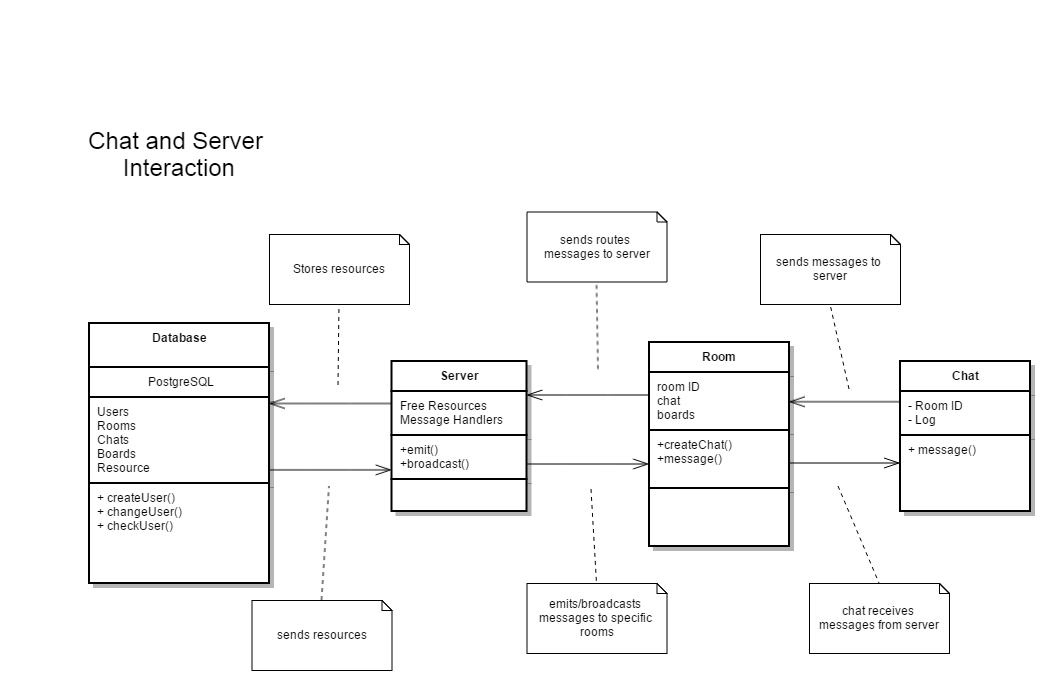 Chat and Server
Interaction
sends routes
messages to server
Stores resources
sends messages to
server
Database
PostgreSQL
Users
Rooms
Chats
Boards
Resource
+ createUser()
+ changeUser()
+ checkUser()
Server
Free Resources
Message Handlers
+emit()
+broadcast()
Room
room ID
chat
boards
+createChat()
+message()
Chat
- Room ID
- Log
+ message()
sends resources
emits/broadcasts
messages to specific
rooms
chat receives
messages from server